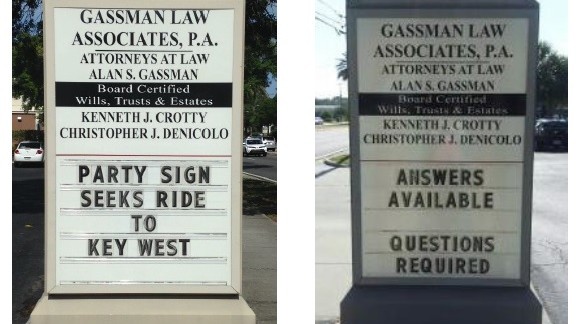 GASSMAN LAW
ASSOCIATES, P.A.
ATTORNEYS AT LAW
ALAN S. GASSMAN
Board Certified
Wills, Trusts & Estates
KENNETH J. CROTTY
CHRISTOPHER J. DENICOLO
PARTY SIGN
SEEKS RIDE
TO
KEY WEST
GASSMAN LAW
ASSOCIATES, P.A.
ATTORNEYS AT LAW
ALAN S. GASSMAN
Board Certified
Wills, Trusts & Estates
KENNETH J. CROTTY
CHRISTOPHER J. DENICOLO
ANSWERS
AVAILABLE
QUESTIONS
REQUIRED